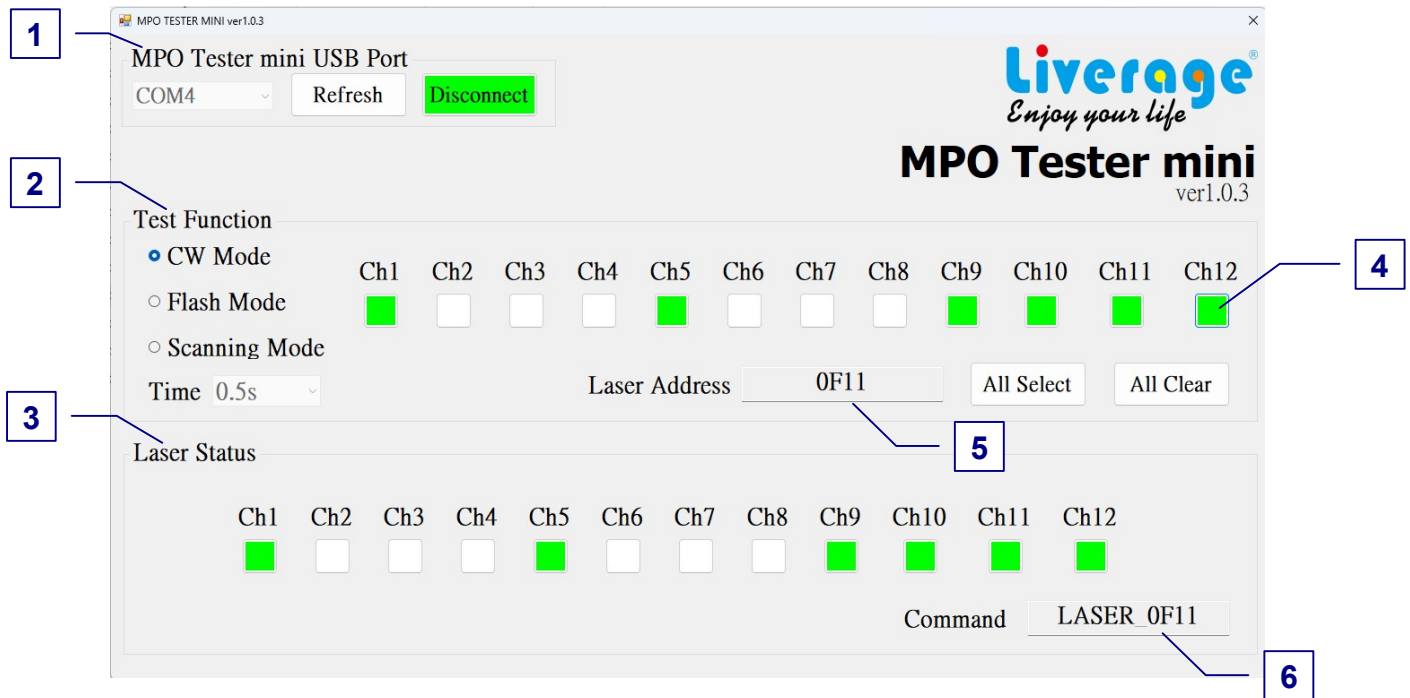 1
MPO TESTER MINI ver1.0.3
MPO Tester mini USB Port
COM4 Refresh Disconnect
Liverage®
Enjoy your life
MPO Tester mini
ver1.0.3
2
Test Function
CW Mode
Flash Mode
Scanning Mode
Time 0.5s
Ch1 Ch2 Ch3 Ch4 Ch5 Ch6 Ch7 Ch8 Ch9 Ch10 Ch11 Ch12
4
Laser Address 0F11 All Select All Clear
3
5
Laser Status
Ch1 Ch2 Ch3 Ch4 Ch5 Ch6 Ch7 Ch8 Ch9 Ch10 Ch11 Ch12
Command LASER_0F11
6